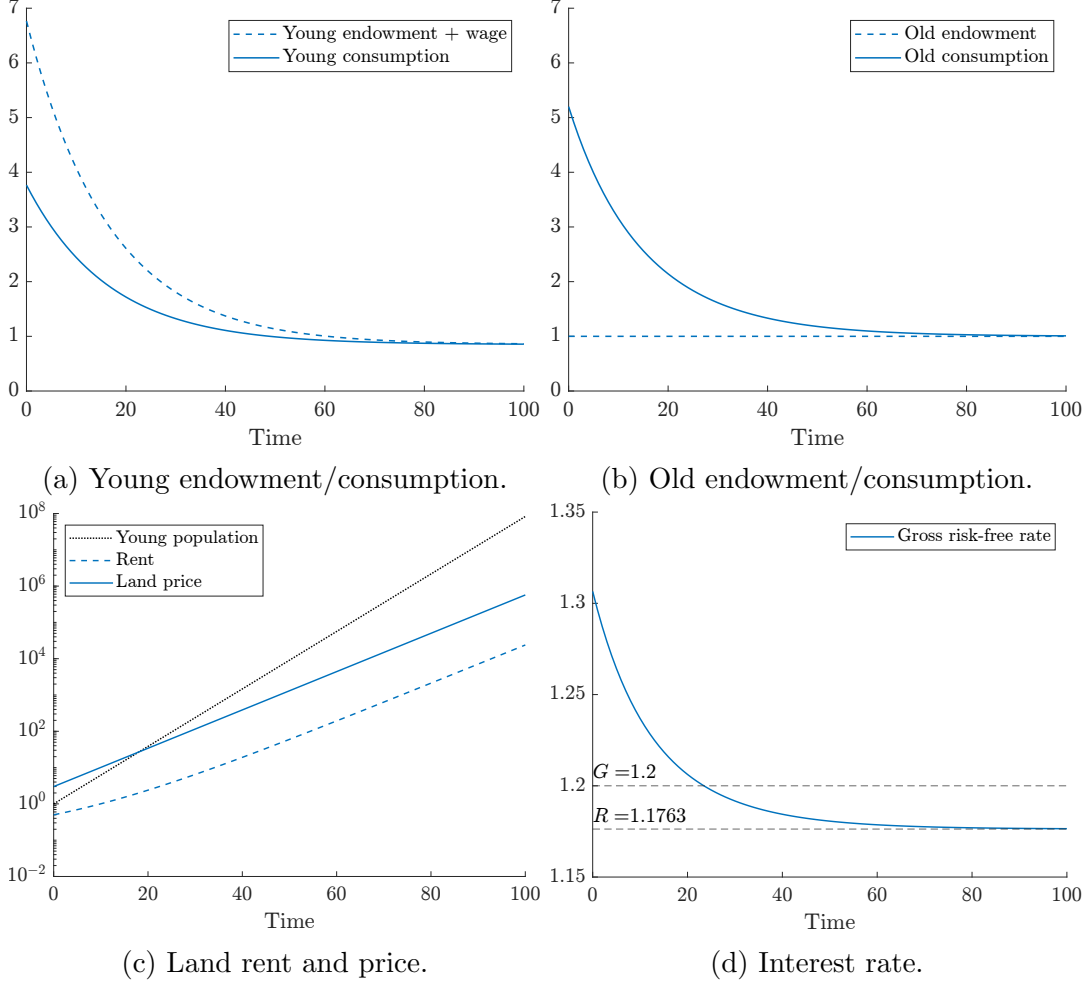 7
6
5
4
3
2
1
0
Young endowment + wage
Young consumption
0 20 40 60 80 100
Time
(a) Young endowment/consumption.
7
6
5
4
3
2
1
0
Old endowment
Old consumption
0 20 40 60 80 100
Time
(b) Old endowment/consumption.
10^8
10^6
10^4
10^2
10^0
10^−2
Young population
Rent
Land price
0 20 40 60 80 100
Time
(c) Land rent and price.
1.35
1.3
1.25
1.2
1.15
Gross risk-free rate
G =1.2
R =1.1763
0 20 40 60 80 100
Time
(d) Interest rate.